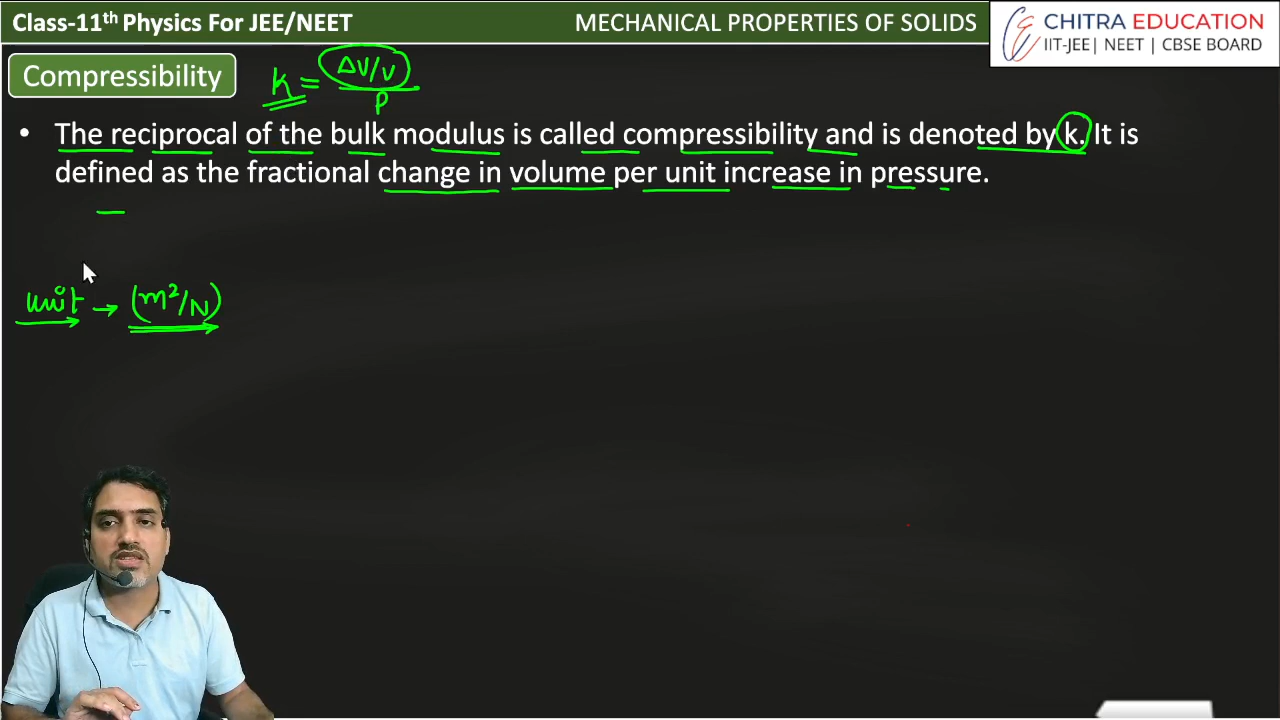 Class-11th Physics For JEE/NEET
MECHANICAL PROPERTIES OF SOLIDS
CHITRA EDUCATION
IIT-JEE| NEET | CBSE BOARD
Compressibility
k = ΔV/V
P
• The reciprocal of the bulk modulus is called compressibility and is denoted by k. It is
defined as the fractional change in volume per unit increase in pressure.
unit → (m²/N)